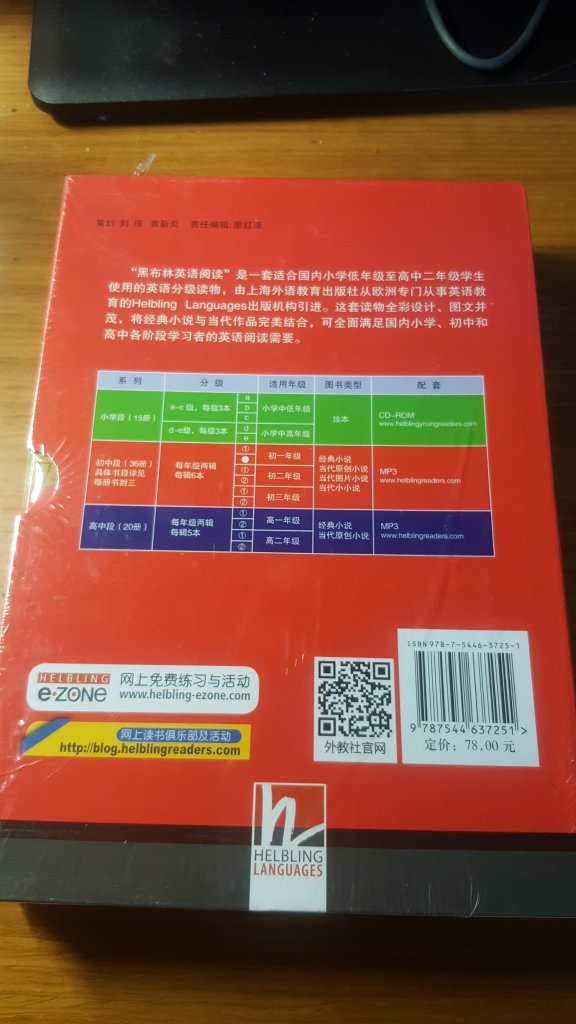 策划：刘 璟 黄新炎 责任编辑：廖红雁
“黑布林英语阅读”是一套适合国内小学低年级至高中二年级学生
使用的英语分级读物，由上海外语教育出版社从欧洲专门从事英语教
育的Helbling Languages出版机构引进。这套读物全彩设计、图文并
茂，将经典小说与当代作品完美结合，可全面满足国内小学、初中和
高中各阶段学习者的英语阅读需要。
系 列 分 级 适用年级 图书类型 配 套
小学段（15册）
a-c 级，每级3本
a
b
c
小学中低年级
d-e级，每级3本
d
e
小学中高年级
绘本
CD-ROM
www.helblingyoungreaders.com
初中段（36册）
具体书目详见
每册书封三
每年级两辑
每辑6本
①
初一年级
①
②
初二年级
①
②
初三年级
经典小说
当代原创小说
当代图片小说
当代小小说
MP3
www.helblingreaders.com
高中段（20册）
每年级两辑
每辑5本
①
②
高一年级
①
②
高二年级
经典小说
当代原创小说
MP3
www.helblingreaders.com
HELBLING
e-zone
网上免费练习与活动
www.helbling-ezone.com
网上读书俱乐部及活动
http://blog.helblingreaders.com
外教社官网
ISBN 978-7-5446-3725-1
9 787544 637251 >
定价：78.00 元
HELBLING
LANGUAGES